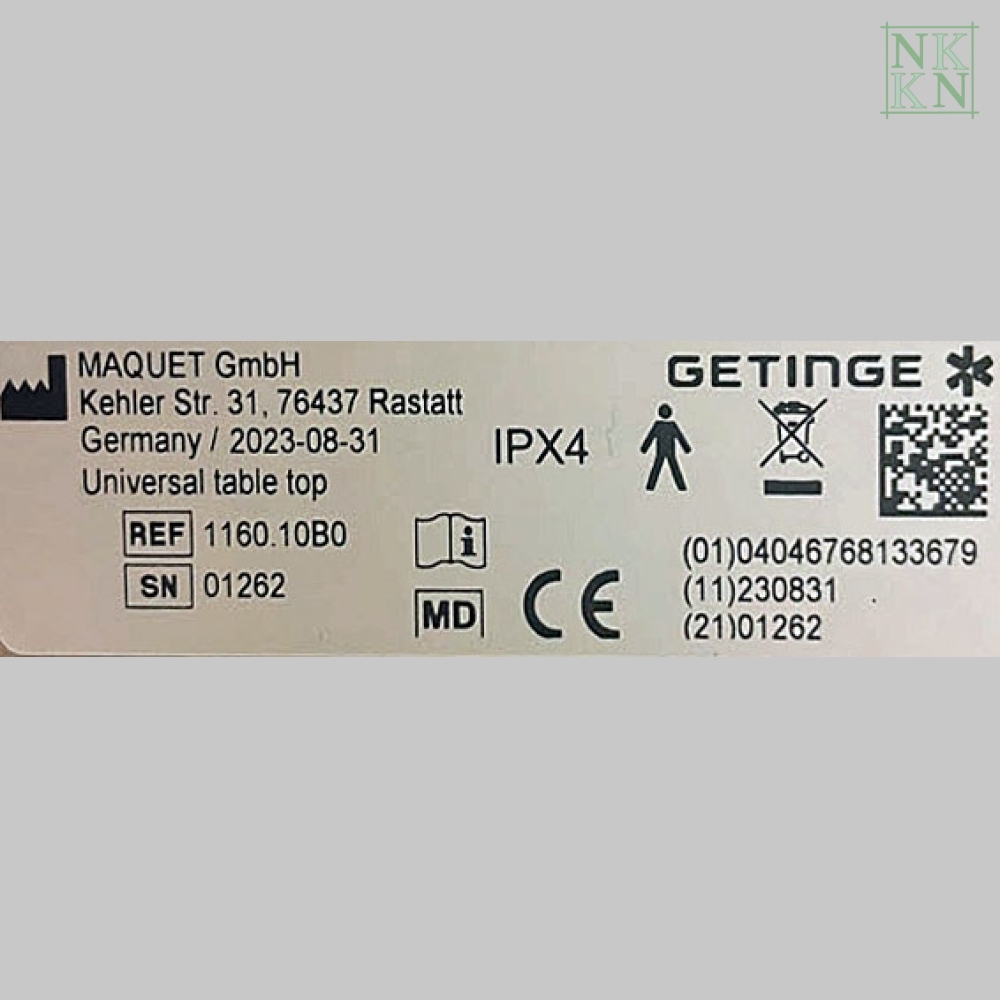 NK
KN
MAQUET GmbH
Kehler Str. 31, 76437 Rastatt
Germany / 2023-08-31
Universal table top
REF 1160.10B0
SN 01262
IPX4
MD
CE
GETINGE
(01)04046768133679
(11)230831
(21)01262